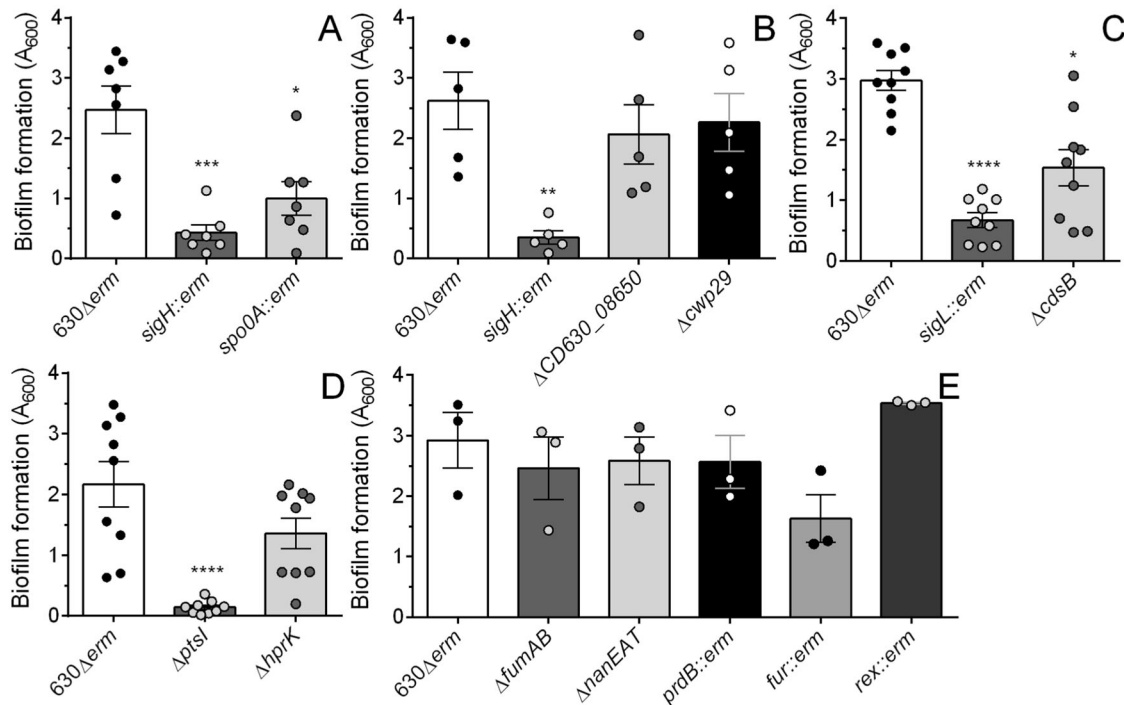 A
Biofilm formation (A600)
4
3
2
1
0
***
*
630Δerm
sigH::erm
spo0A::erm
B
Biofilm formation (A600)
4
3
2
1
0
**
630Δerm
sigH::erm
ΔCD630_08650
Δcwp29
C
Biofilm formation (A600)
4
3
2
1
0
****
*
630Δerm
sigL::erm
ΔcdsB
D
Biofilm formation (A600)
4
3
2
1
0
****
630Δerm
ΔptsI
ΔhprK
E
Biofilm formation (A600)
4
3
2
1
0
630Δerm
ΔfumAB
ΔnanEAT
prdB::erm
fur::erm
rex::erm